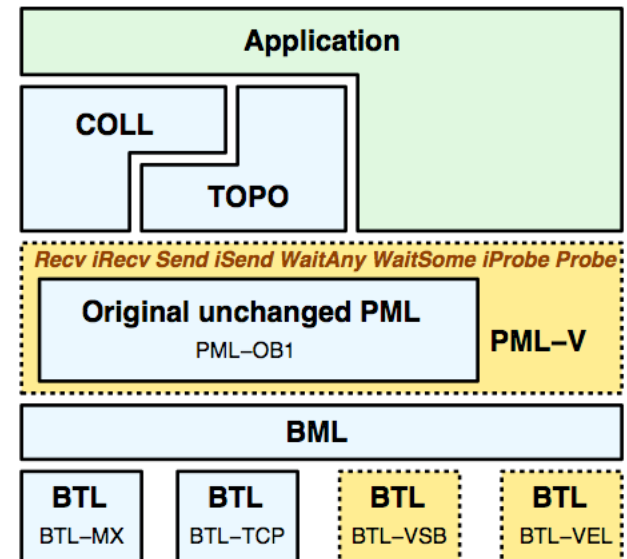 Application
COLL
TOPO
Recv iRecv Send iSend WaitAny WaitSome iProbe Probe
Original unchanged PML
PML–OB1
PML–V
BML
BTL BTL BTL BTL
BTL–MX BTL–TCP BTL–VSB BTL–VEL